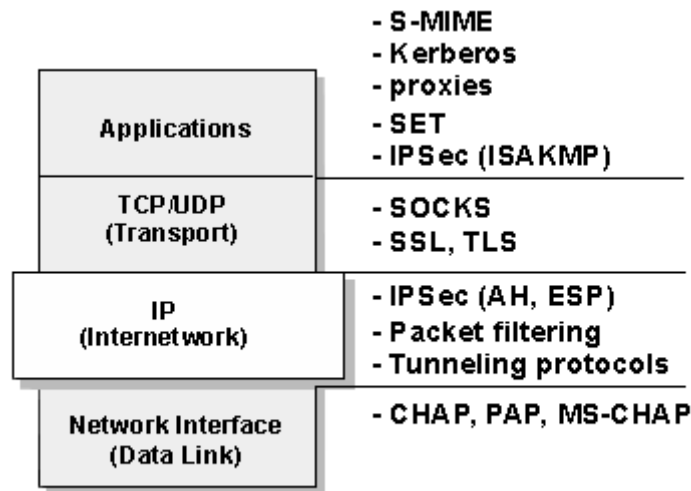 - S-MIME
- Kerberos
- proxies
- SET
- IPSec (ISAKMP)
Applications
TCP/UDP
(Transport)
- SOCKS
- SSL, TLS
IP
(Internetwork)
- IPSec (AH, ESP)
- Packet filtering
- Tunneling protocols
Network Interface
(Data Link)
- CHAP, PAP, MS-CHAP